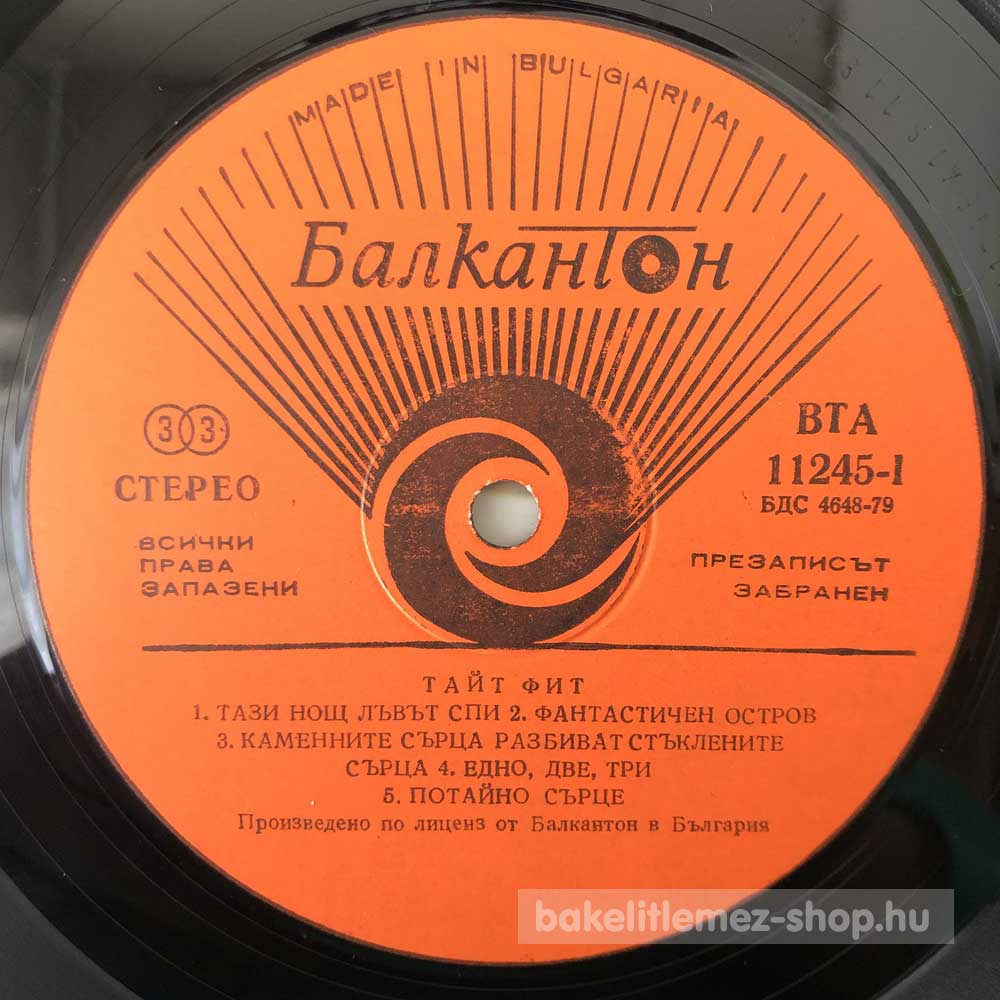 MADE IN BULGARIA
Балкантон
33
СТЕРЕО
ВСИЧКИ
ПРАВА
ЗАПАЗЕНИ
ВТА
11245-I
БДС 4648-79
ПРЕЗАПИСЪТ
ЗАБРАНЕН
ТАЙТ ФИТ
1. ТАЗИ НОЩ ЛЪВЪТ СПИ 2. ФАНТАСТИЧЕН ОСТРОВ
3. КАМЕННИТЕ СЪРЦА РАЗБИВАТ СТЪКЛЕНИТЕ
СЪРЦА 4. ЕДНО, ДВЕ, ТРИ
5. ПОТАЙНО СЪРЦЕ
Произведено по лиценз от Балкантон в България
bakelitlemez-shop.hu